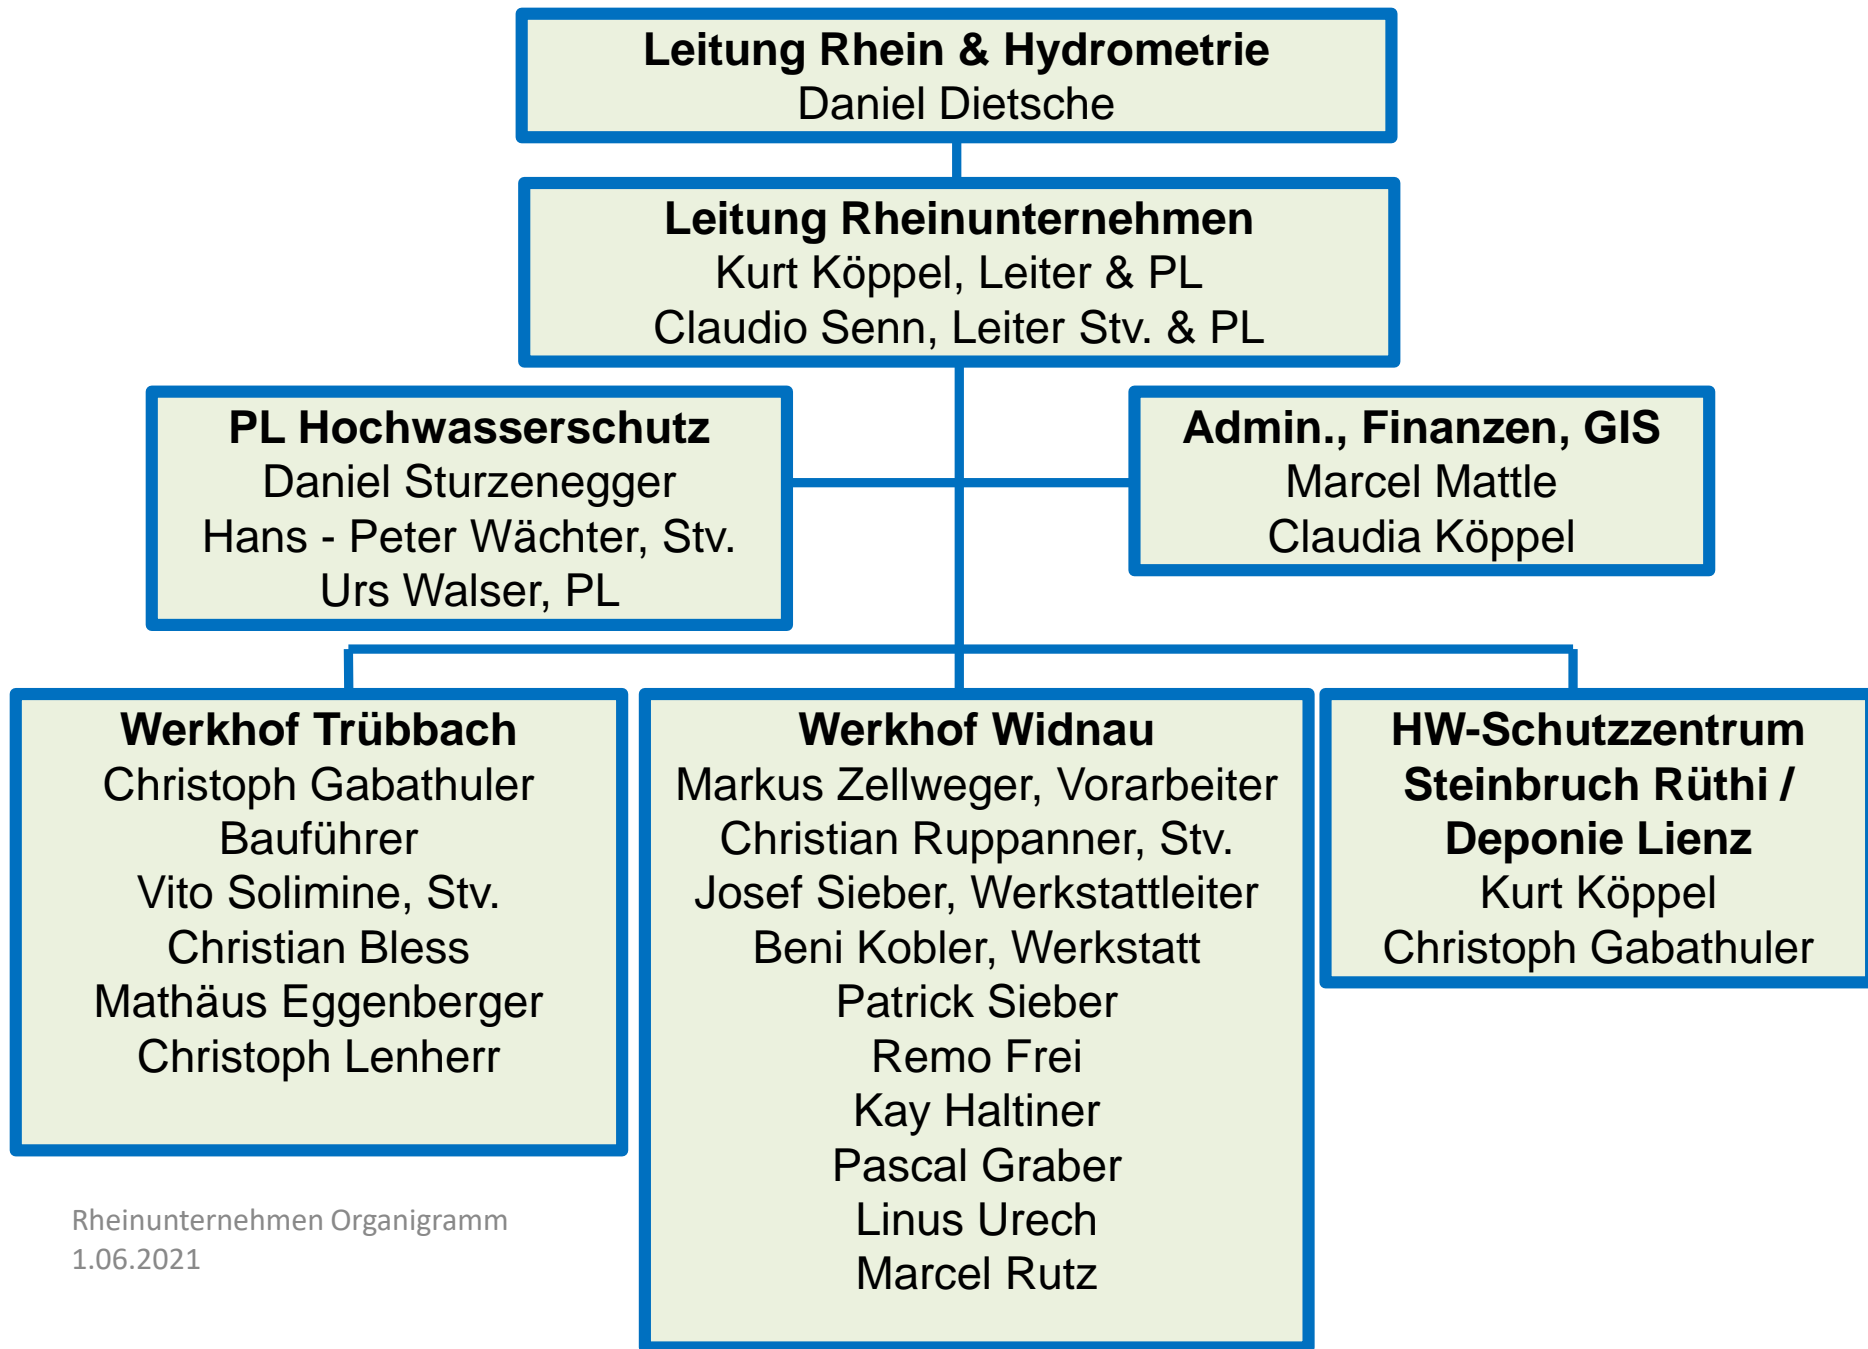 Leitung Rhein & Hydrometrie
Daniel Dietsche
Leitung Rheinunternehmen
Kurt Köppel, Leiter & PL
Claudio Senn, Leiter Stv. & PL
PL Hochwasserschutz
Daniel Sturzenegger
Hans - Peter Wächter, Stv.
Urs Walser, PL
Admin., Finanzen, GIS
Marcel Mattle
Claudia Köppel
Werkhof Trübbach
Christoph Gabathuler
Bauführer
Vito Solimine, Stv.
Christian Bless
Mathäus Eggenberger
Christoph Lenherr
Werkhof Widnau
Markus Zellweger, Vorarbeiter
Christian Ruppanner, Stv.
Josef Sieber, Werkstattleiter
Beni Kobler, Werkstatt
Patrick Sieber
Remo Frei
Kay Haltiner
Pascal Graber
Linus Urech
Marcel Rutz
HW-Schutzzentrum
Steinbruch Rüthi /
Deponie Lienz
Kurt Köppel
Christoph Gabathuler
Rheinunternehmen Organigramm
1.06.2021